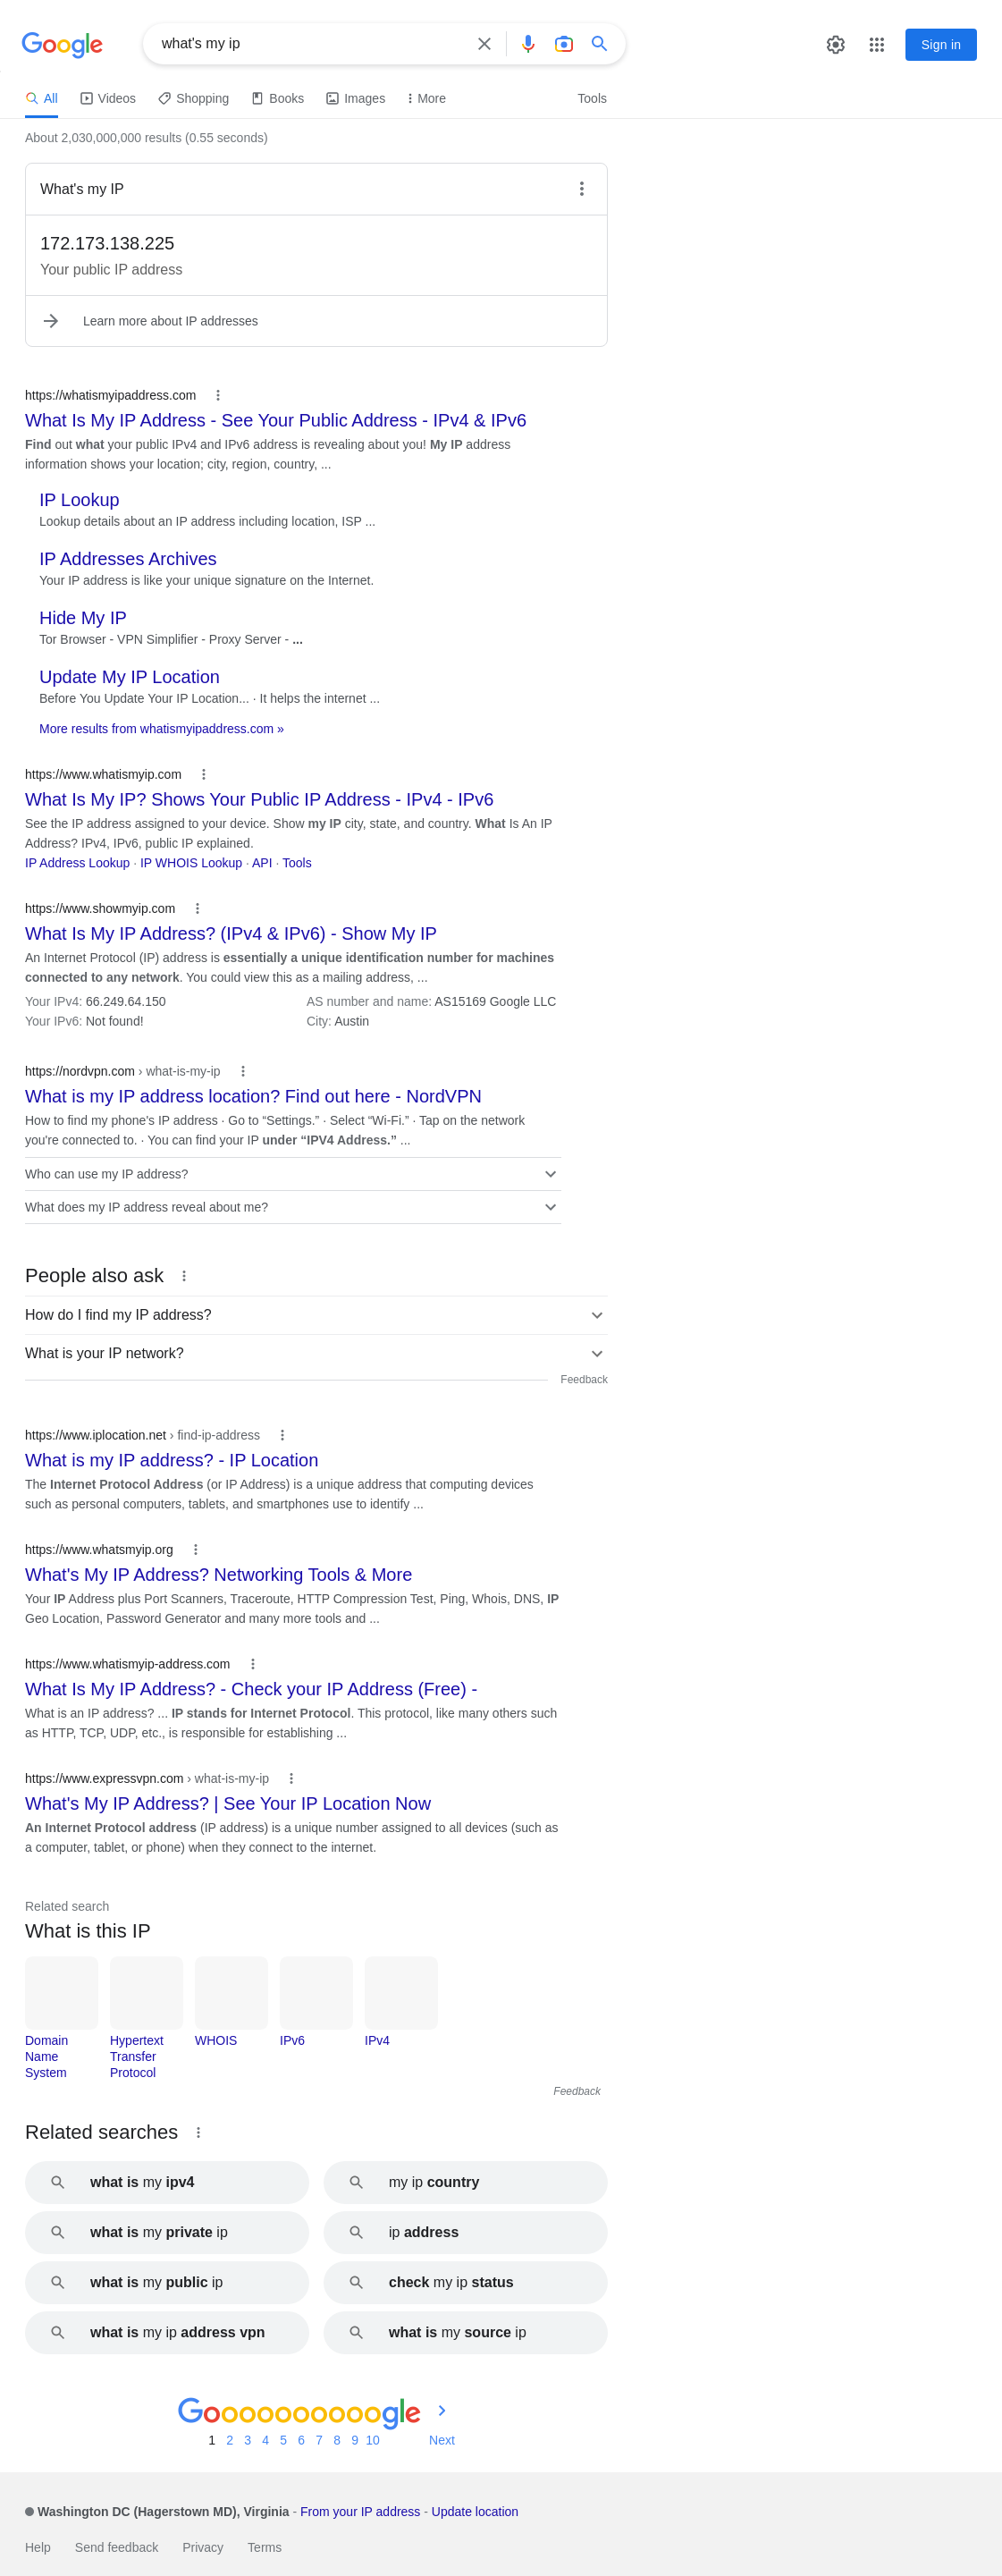 Google
what's my ip
Sign in
All Videos Shopping Books Images More Tools
About 2,030,000,000 results (0.55 seconds)
What's my IP
172.173.138.225
Your public IP address
Learn more about IP addresses
https://whatismyipaddress.com
What Is My IP Address - See Your Public Address - IPv4 & IPv6
Find out what your public IPv4 and IPv6 address is revealing about you! My IP address
information shows your location; city, region, country, ...
IP Lookup
Lookup details about an IP address including location, ISP ...
IP Addresses Archives
Your IP address is like your unique signature on the Internet.
Hide My IP
Tor Browser - VPN Simplifier - Proxy Server - ...
Update My IP Location
Before You Update Your IP Location... · It helps the internet ...
More results from whatismyipaddress.com »
https://www.whatismyip.com
What Is My IP? Shows Your Public IP Address - IPv4 - IPv6
See the IP address assigned to your device. Show my IP city, state, and country. What Is An IP
Address? IPv4, IPv6, public IP explained.
IP Address Lookup · IP WHOIS Lookup · API · Tools
https://www.showmyip.com
What Is My IP Address? (IPv4 & IPv6) - Show My IP
An Internet Protocol (IP) address is essentially a unique identification number for machines
connected to any network. You could view this as a mailing address, ...
Your IPv4: 66.249.64.150 AS number and name: AS15169 Google LLC
Your IPv6: Not found! City: Austin
https://nordvpn.com › what-is-my-ip
What is my IP address location? Find out here - NordVPN
How to find my phone's IP address · Go to “Settings.” · Select “Wi-Fi.” · Tap on the network
you're connected to. · You can find your IP under “IPV4 Address.” ...
Who can use my IP address?
What does my IP address reveal about me?
People also ask
How do I find my IP address?
What is your IP network?
Feedback
https://www.iplocation.net › find-ip-address
What is my IP address? - IP Location
The Internet Protocol Address (or IP Address) is a unique address that computing devices
such as personal computers, tablets, and smartphones use to identify ...
https://www.whatsmyip.org
What's My IP Address? Networking Tools & More
Your IP Address plus Port Scanners, Traceroute, HTTP Compression Test, Ping, Whois, DNS, IP
Geo Location, Password Generator and many more tools and ...
https://www.whatismyip-address.com
What Is My IP Address? - Check your IP Address (Free) -
What is an IP address? ... IP stands for Internet Protocol. This protocol, like many others such
as HTTP, TCP, UDP, etc., is responsible for establishing ...
https://www.expressvpn.com › what-is-my-ip
What's My IP Address? | See Your IP Location Now
An Internet Protocol address (IP address) is a unique number assigned to all devices (such as
a computer, tablet, or phone) when they connect to the internet.
Related search
What is this IP
Domain Hypertext WHOIS IPv6 IPv4
Name Transfer
System Protocol
Feedback
Related searches
what is my ipv4 my ip country
what is my private ip ip address
what is my public ip check my ip status
what is my ip address vpn what is my source ip
Goooooooooogle
1 2 3 4 5 6 7 8 9 10 Next
Washington DC (Hagerstown MD), Virginia - From your IP address - Update location
Help Send feedback Privacy Terms